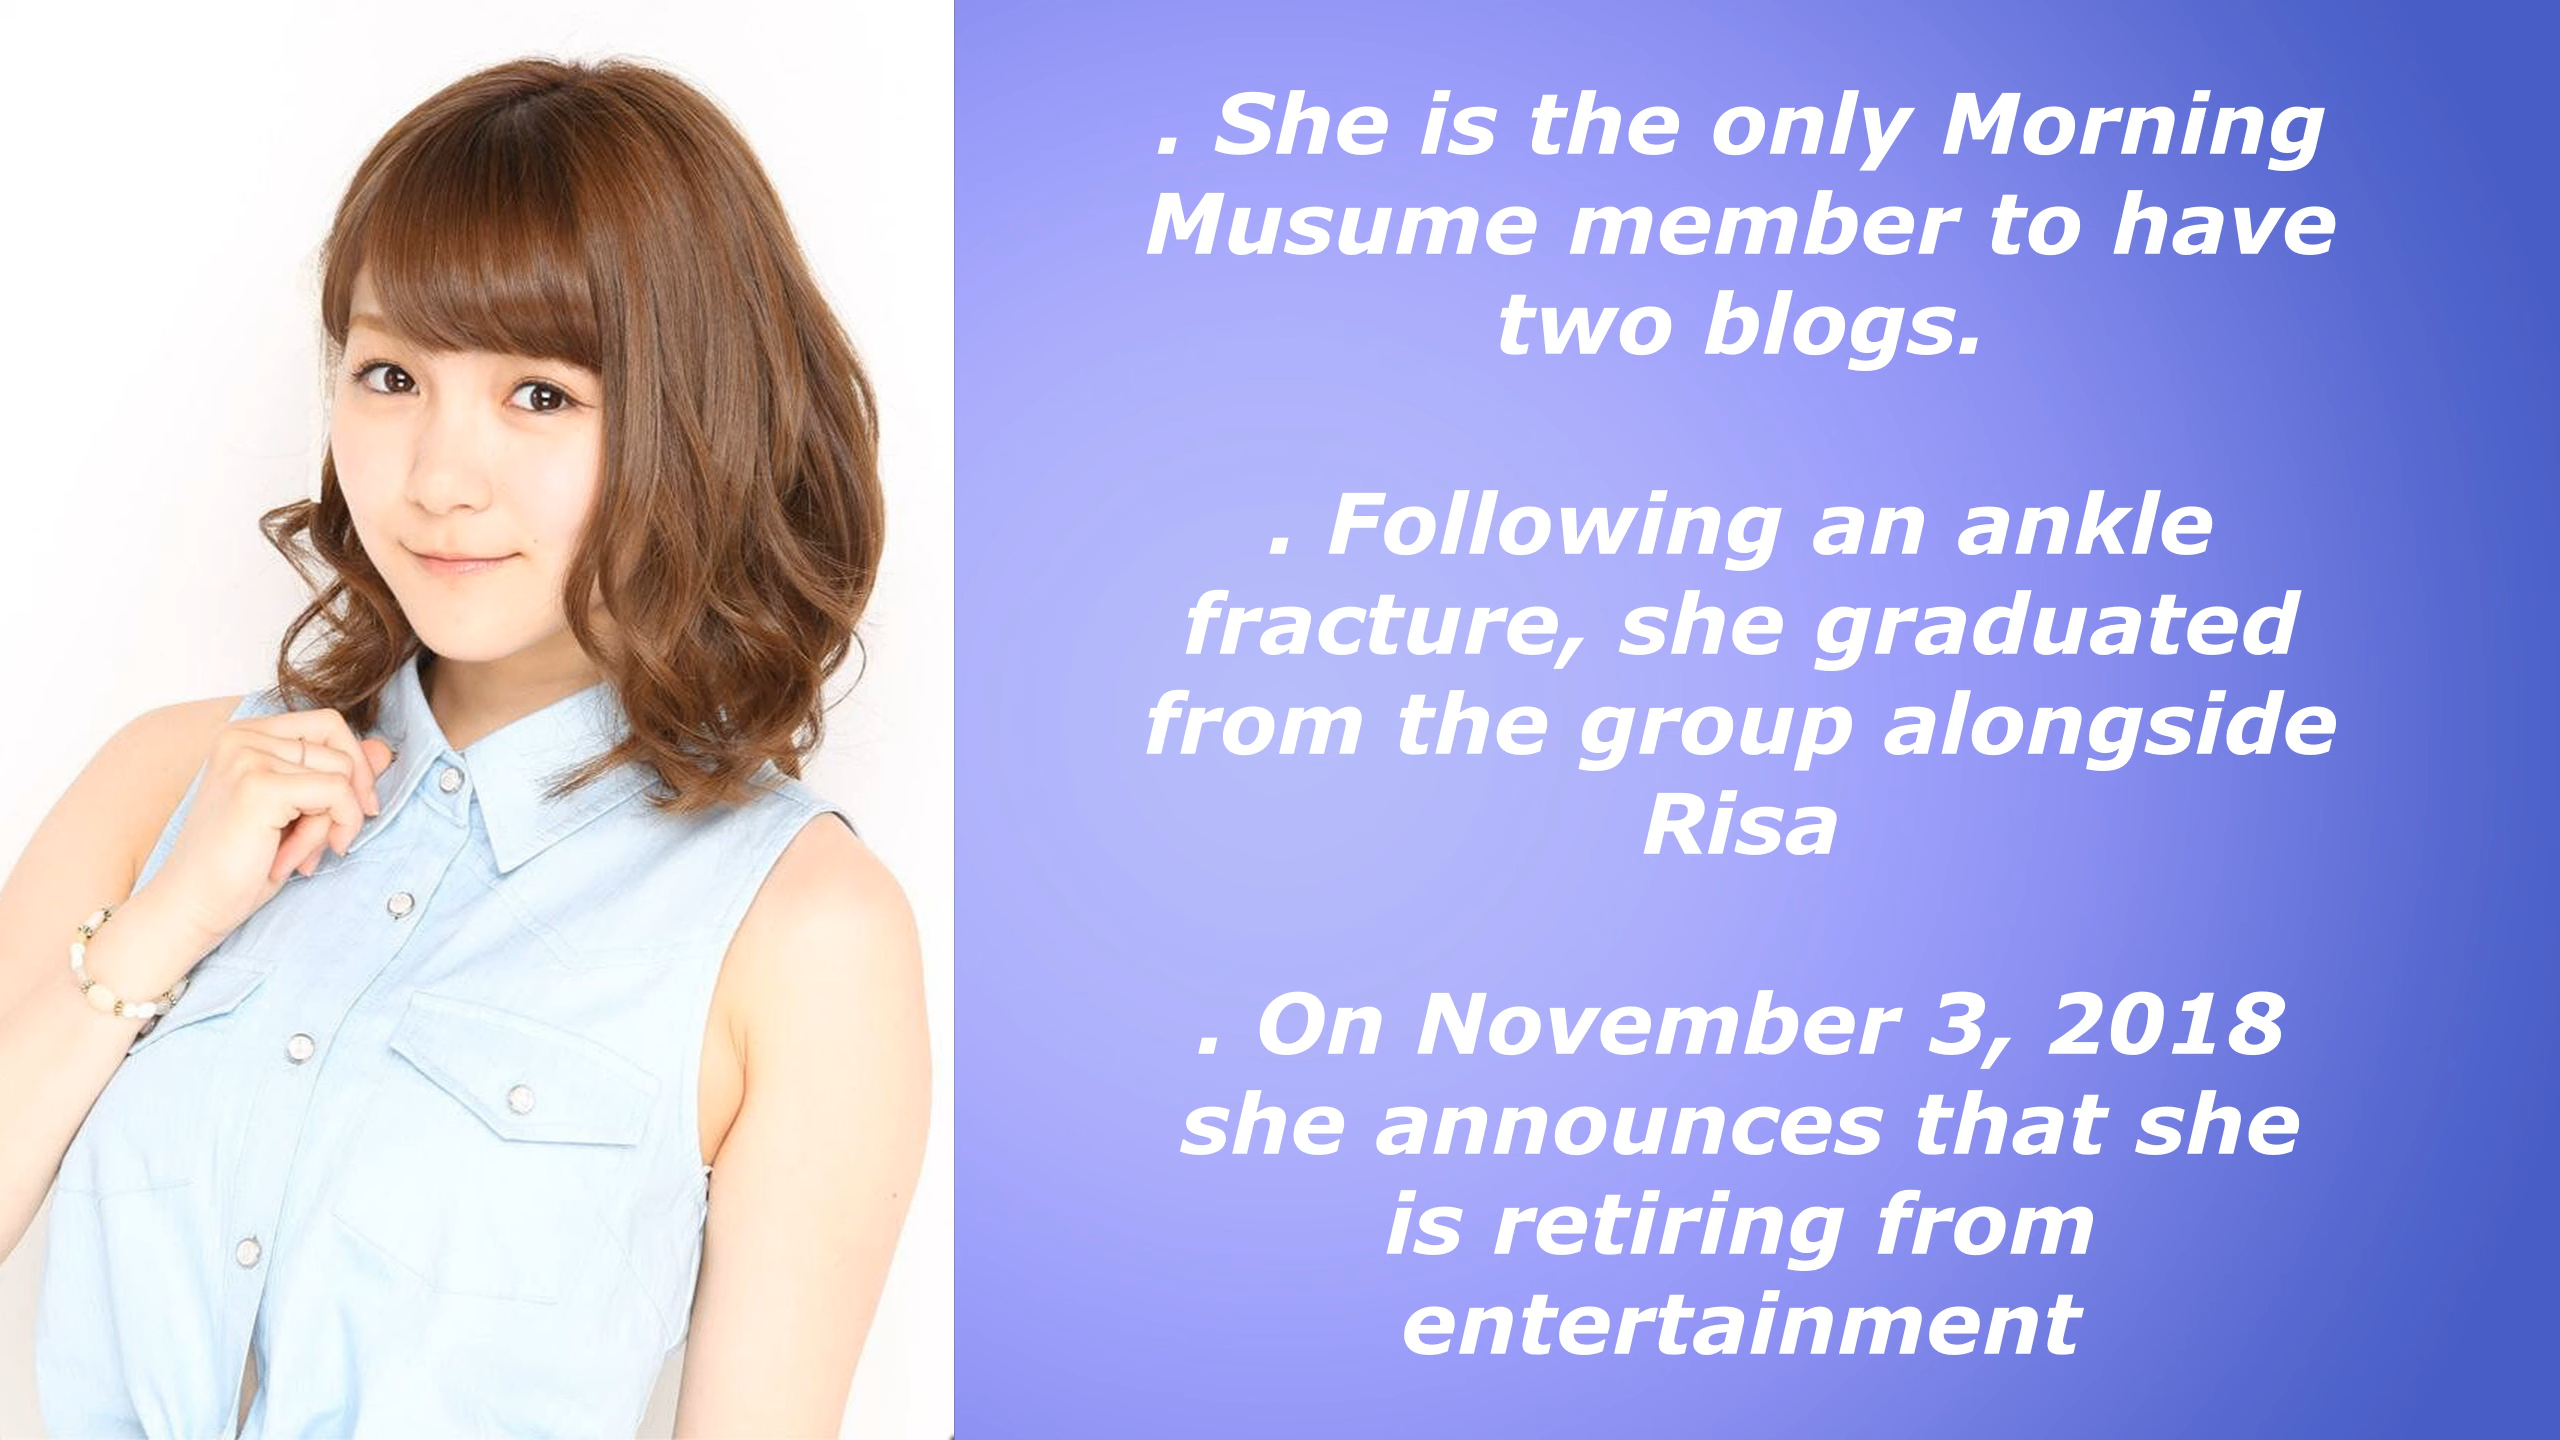 . She is the only Morning
Musume member to have
two blogs.
. Following an ankle
fracture, she graduated
from the group alongside
Risa
. On November 3, 2018
she announces that she
is retiring from
entertainment